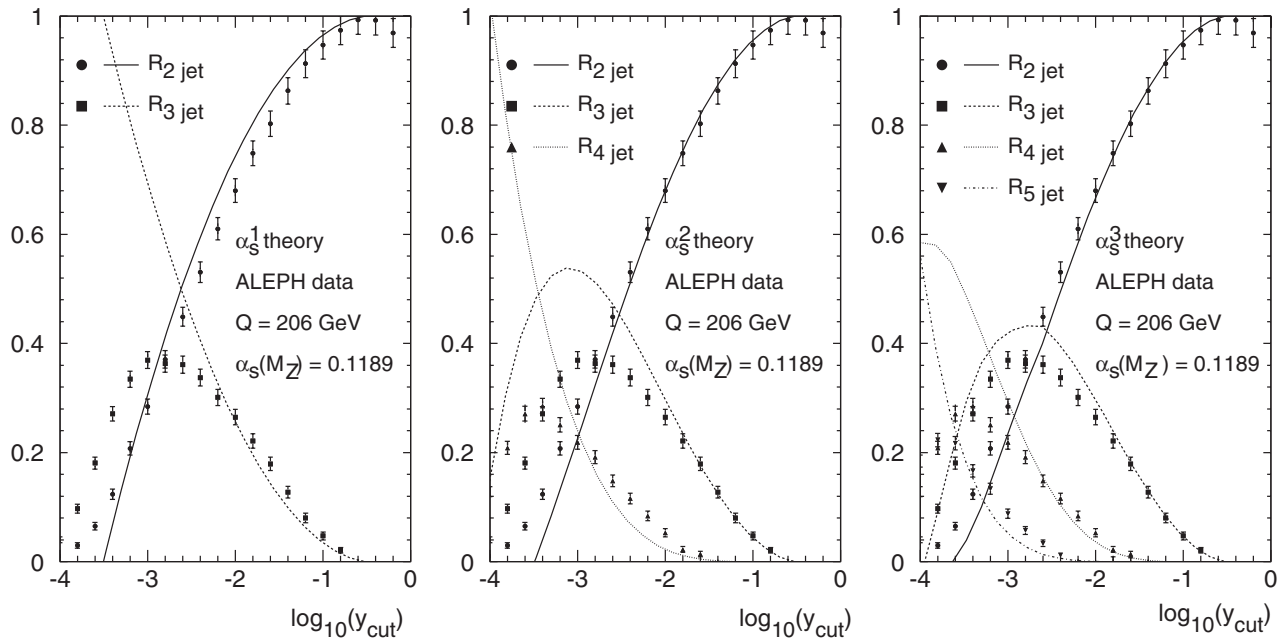 1
0.8
0.6
0.4
0.2
0
-4 -3 -2 -1 0
R2 jet
R3 jet
αs1 theory
ALEPH data
Q = 206 GeV
αs(MZ) = 0.1189
log10(ycut)
1
0.8
0.6
0.4
0.2
0
-4 -3 -2 -1 0
R2 jet
R3 jet
R4 jet
αs2 theory
ALEPH data
Q = 206 GeV
αs(MZ) = 0.1189
log10(ycut)
1
0.8
0.6
0.4
0.2
0
-4 -3 -2 -1 0
R2 jet
R3 jet
R4 jet
R5 jet
αs3 theory
ALEPH data
Q = 206 GeV
αs(MZ) = 0.1189
log10(ycut)